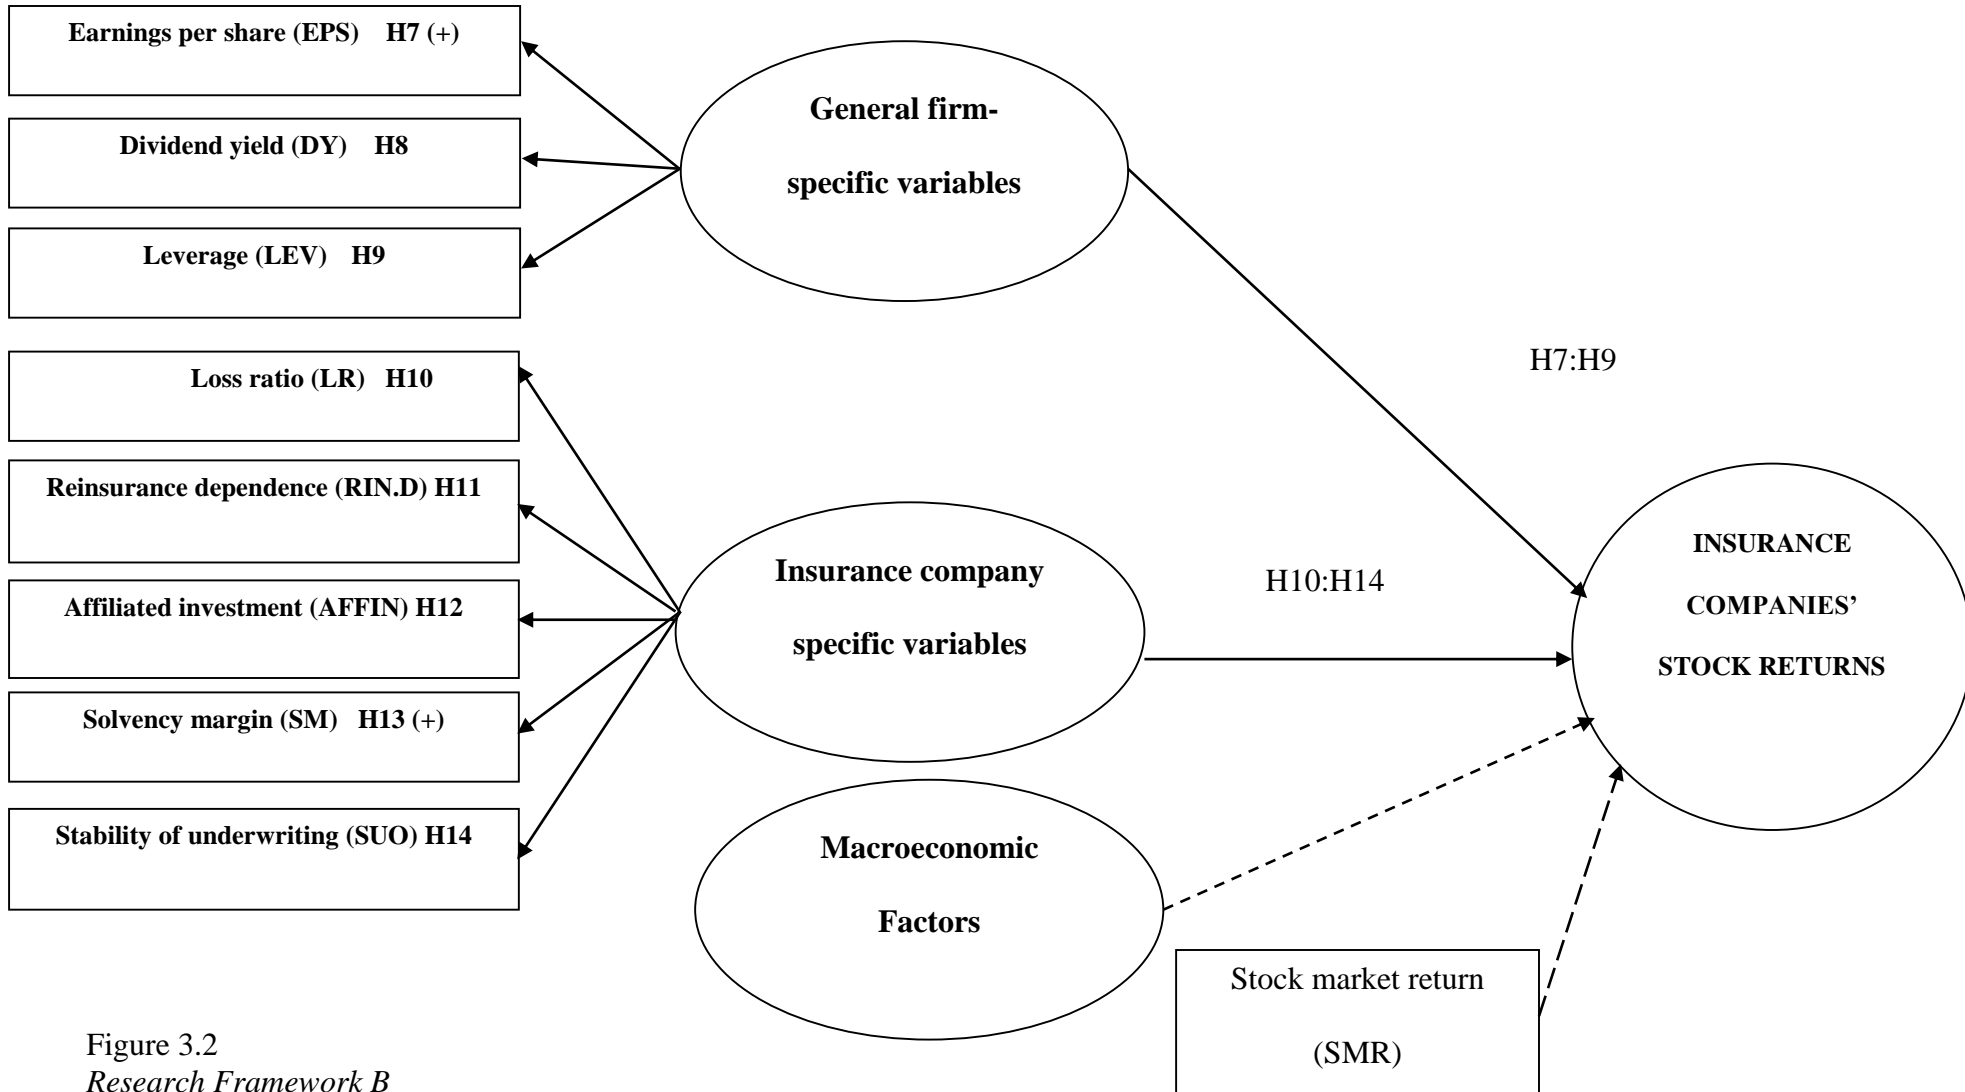 Earnings per share (EPS) H7 (+)
Dividend yield (DY) H8
Leverage (LEV) H9
Loss ratio (LR) H10
Reinsurance dependence (RIN.D) H11
Affiliated investment (AFFIN) H12
Solvency margin (SM) H13 (+)
Stability of underwriting (SUO) H14
General firm-
specific variables
Insurance company
specific variables
Macroeconomic
Factors
H7:H9
H10:H14
INSURANCE
COMPANIES’
STOCK RETURNS
Stock market return
(SMR)
Figure 3.2
Research Framework B